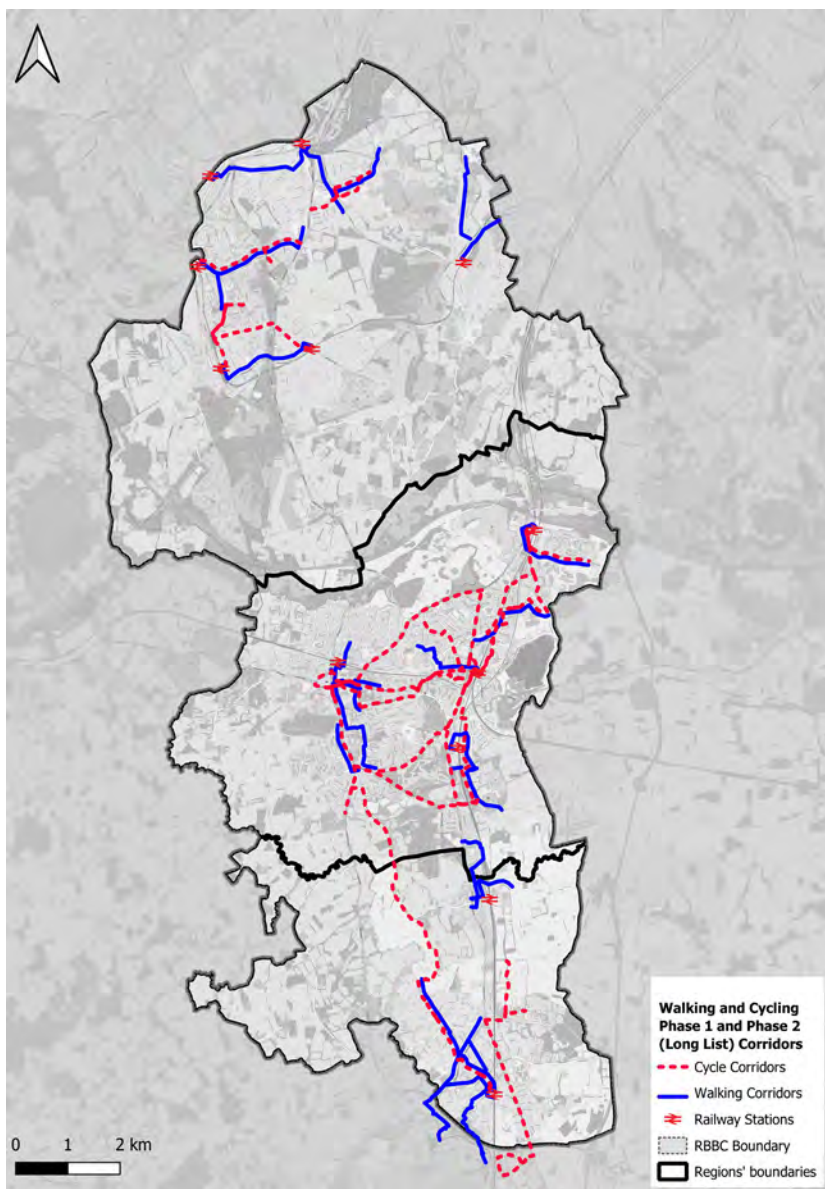 Walking and Cycling
Phase 1 and Phase 2
(Long List) Corridors
Cycle Corridors
Walking Corridors
Railway Stations
RBBC Boundary
Regions' boundaries
0 1 2 km